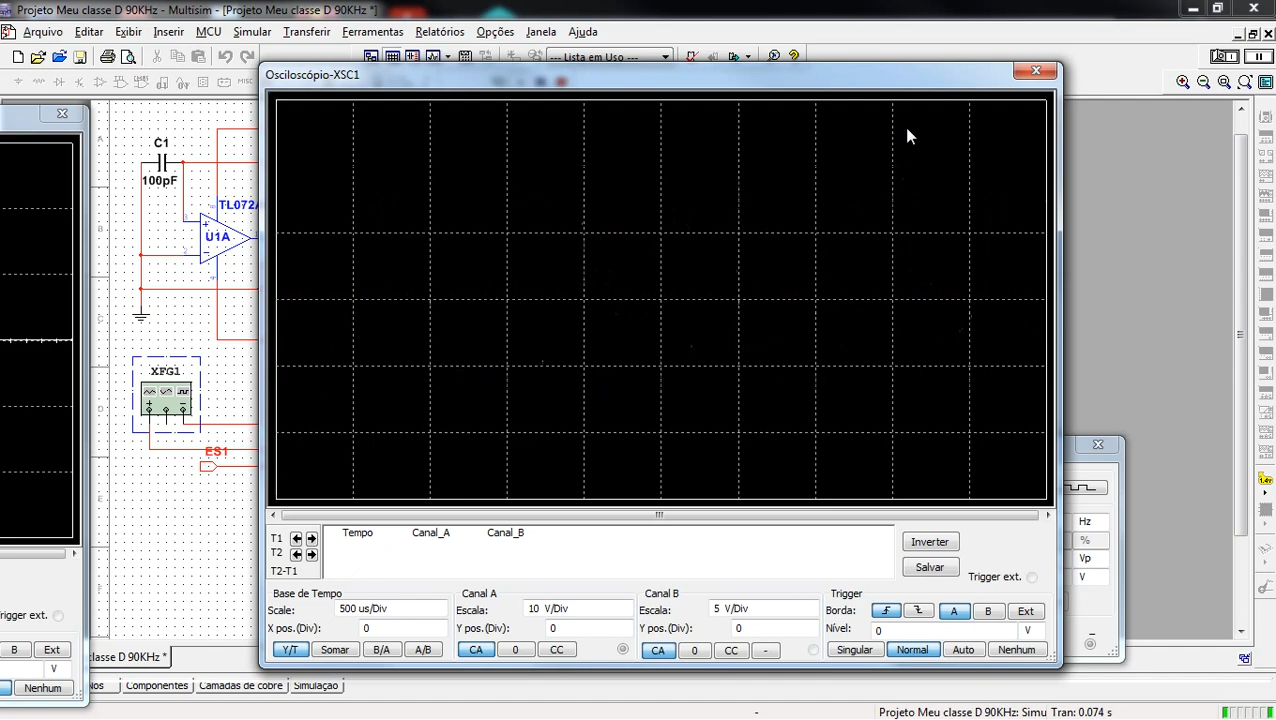 Projeto Meu classe D 90KHz - Multisim - [Projeto Meu classe D 90KHz *]
Arquivo Editar Exibir Inserir MCU Simular Transferir Ferramentas Relatórios Opções Janela Ajuda
--- Lista em Uso ---
MISC
Osciloscópio-XSC1
C1
100pF
TL072A
U1A
XFG1
ES1
T1
T2
T2-T1
Tempo Canal_A Canal_B
Inverter
Salvar
Trigger ext.
Base de Tempo
Scale: 500 us/Div
X pos.(Div): 0
Y/T Somar B/A A/B
Canal A
Escala: 10 V/Div
Y pos.(Div): 0
CA 0 CC
Canal B
Escala: 5 V/Div
Y pos.(Div): 0
CA 0 CC -
Trigger
Borda: A B Ext
Nível: 0 V
Singular Normal Auto Nenhum
Hz
%
Vp
V
1.4v
rigger ext.
B Ext
V
Nenhum
classe D 90KHz *
Nós Componentes Camadas de cobre Simulação
Projeto Meu classe D 90KHz: Simu Tran: 0.074 s